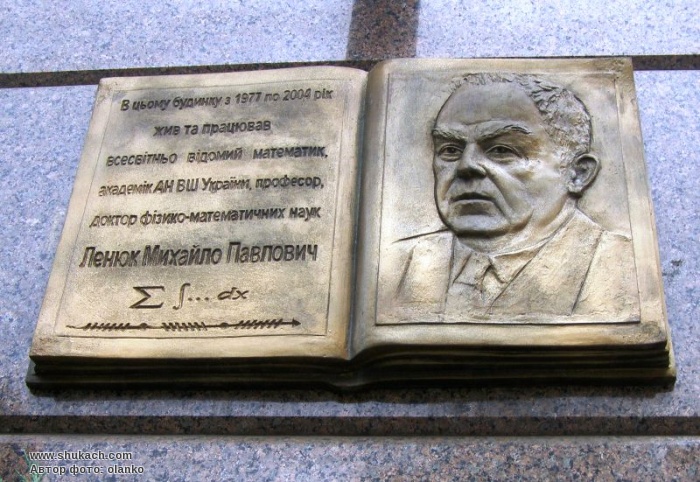 В цьому будинку з 1977 по 2004 рік
жив та працював
всесвітньо відомий математик,
академік АН ВШ України, професор,
доктор фізико-математичних наук
Ленюк Михайло Павлович
∑ ∫... dx
www.shukach.com
Автор фото: olanko